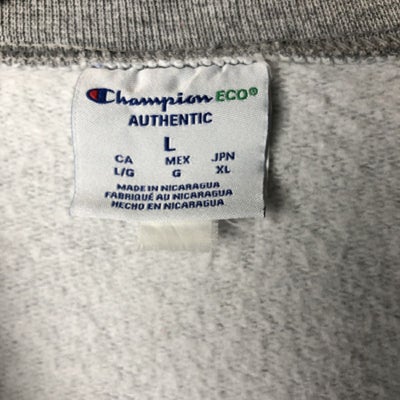 Champion ECO®
AUTHENTIC
L
CA MEX JPN
L/G G XL
MADE IN NICARAGUA
FABRIQUÉ AU NICARAGUA
HECHO EN NICARAGUA